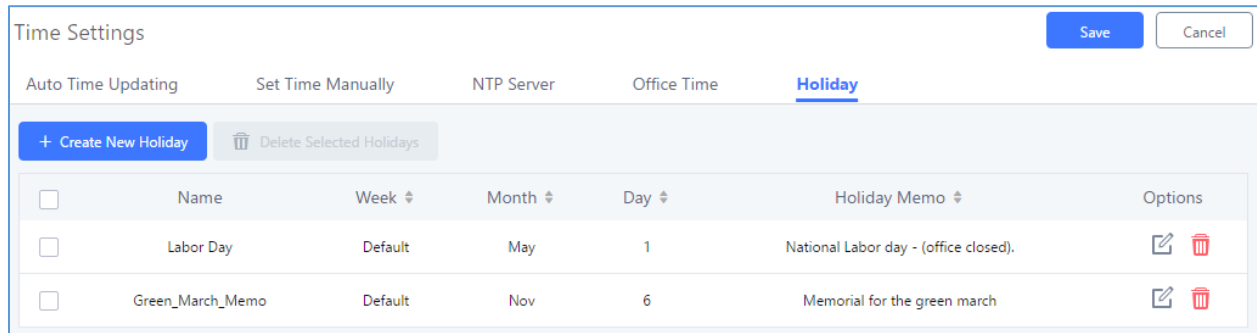 Time Settings Save Cancel
Auto Time Updating Set Time Manually NTP Server Office Time Holiday
+ Create New Holiday Delete Selected Holidays
Name Week Month Day Holiday Memo Options
Labor Day Default May 1 National Labor day - (office closed).
Green_March_Memo Default Nov 6 Memorial for the green march